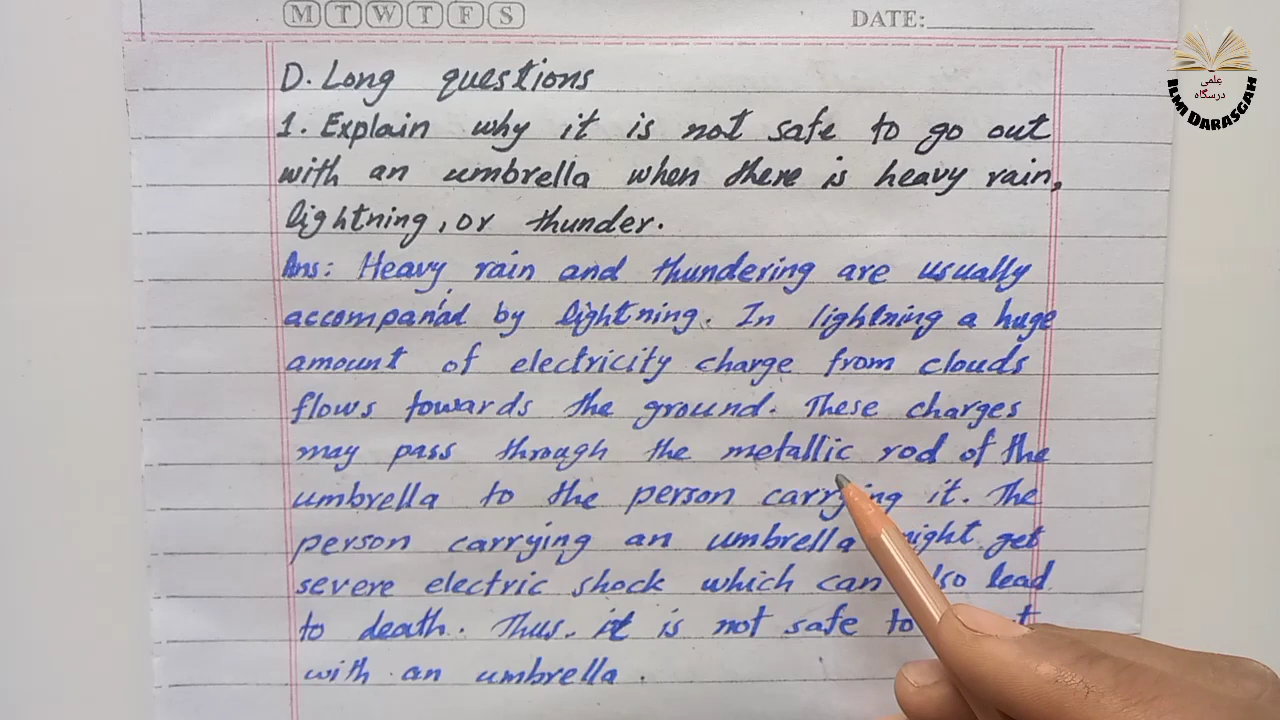 M T W T F S DATE:
D. Long questions
1. Explain why it is not safe to go out
with an umbrella when there is heavy rain,
lightning, or thunder.
Ans: Heavy rain and thundering are usually
accompaniad by lightning. In lightning a huge
amount of electricity charge from clouds
flows towards the ground. These charges
may pass through the metallic rod of the
umbrella to the person carrying it. The
person carrying an umbrella might get
severe electric shock which can also lead
to death. Thus. it is not safe to
with an umbrella.
علمی
درسگاہ
ILMI DARASGAH